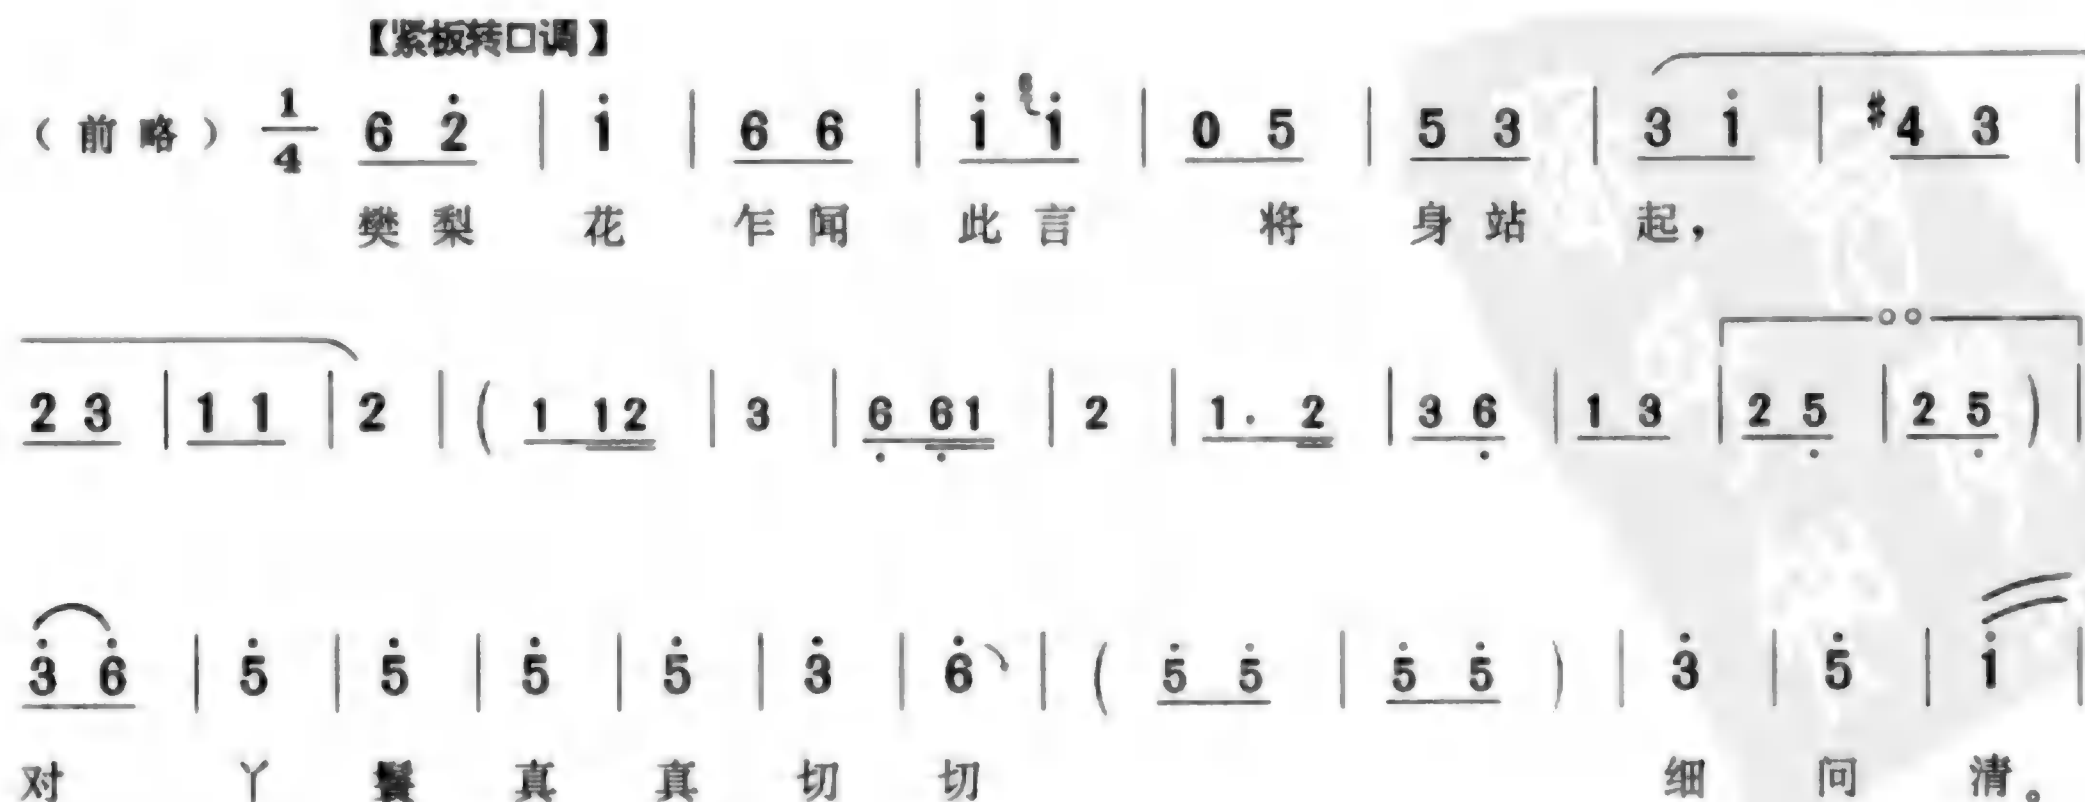 【紧板转口调】
（前略） 1/4 6 2̇ | 1̇ | 6 6 | 1̇ 1̇ | 0 5 | 5 3 | 3 1̇ | #4 3 |
樊 梨 花 乍 闻 此 言 将 身 站 起，
2 3 | 1 1 | 2 | ( 1 12 | 3 | 6̣ 6̣1 | 2 | 1. 2 | 3 6̣ | 1 3 | 2 5̣ | 2 5̣ ) |
3̇ 6̇ | 5̇ | 5̇ | 5̇ | 5̇ | 3̇ | 6̇ | ( 5̇ 5̇ | 5̇ 5̇ ) | 3̇ | 5̇ | 1̇ |
对 丫 鬟 真 真 切 切 细 问 清。